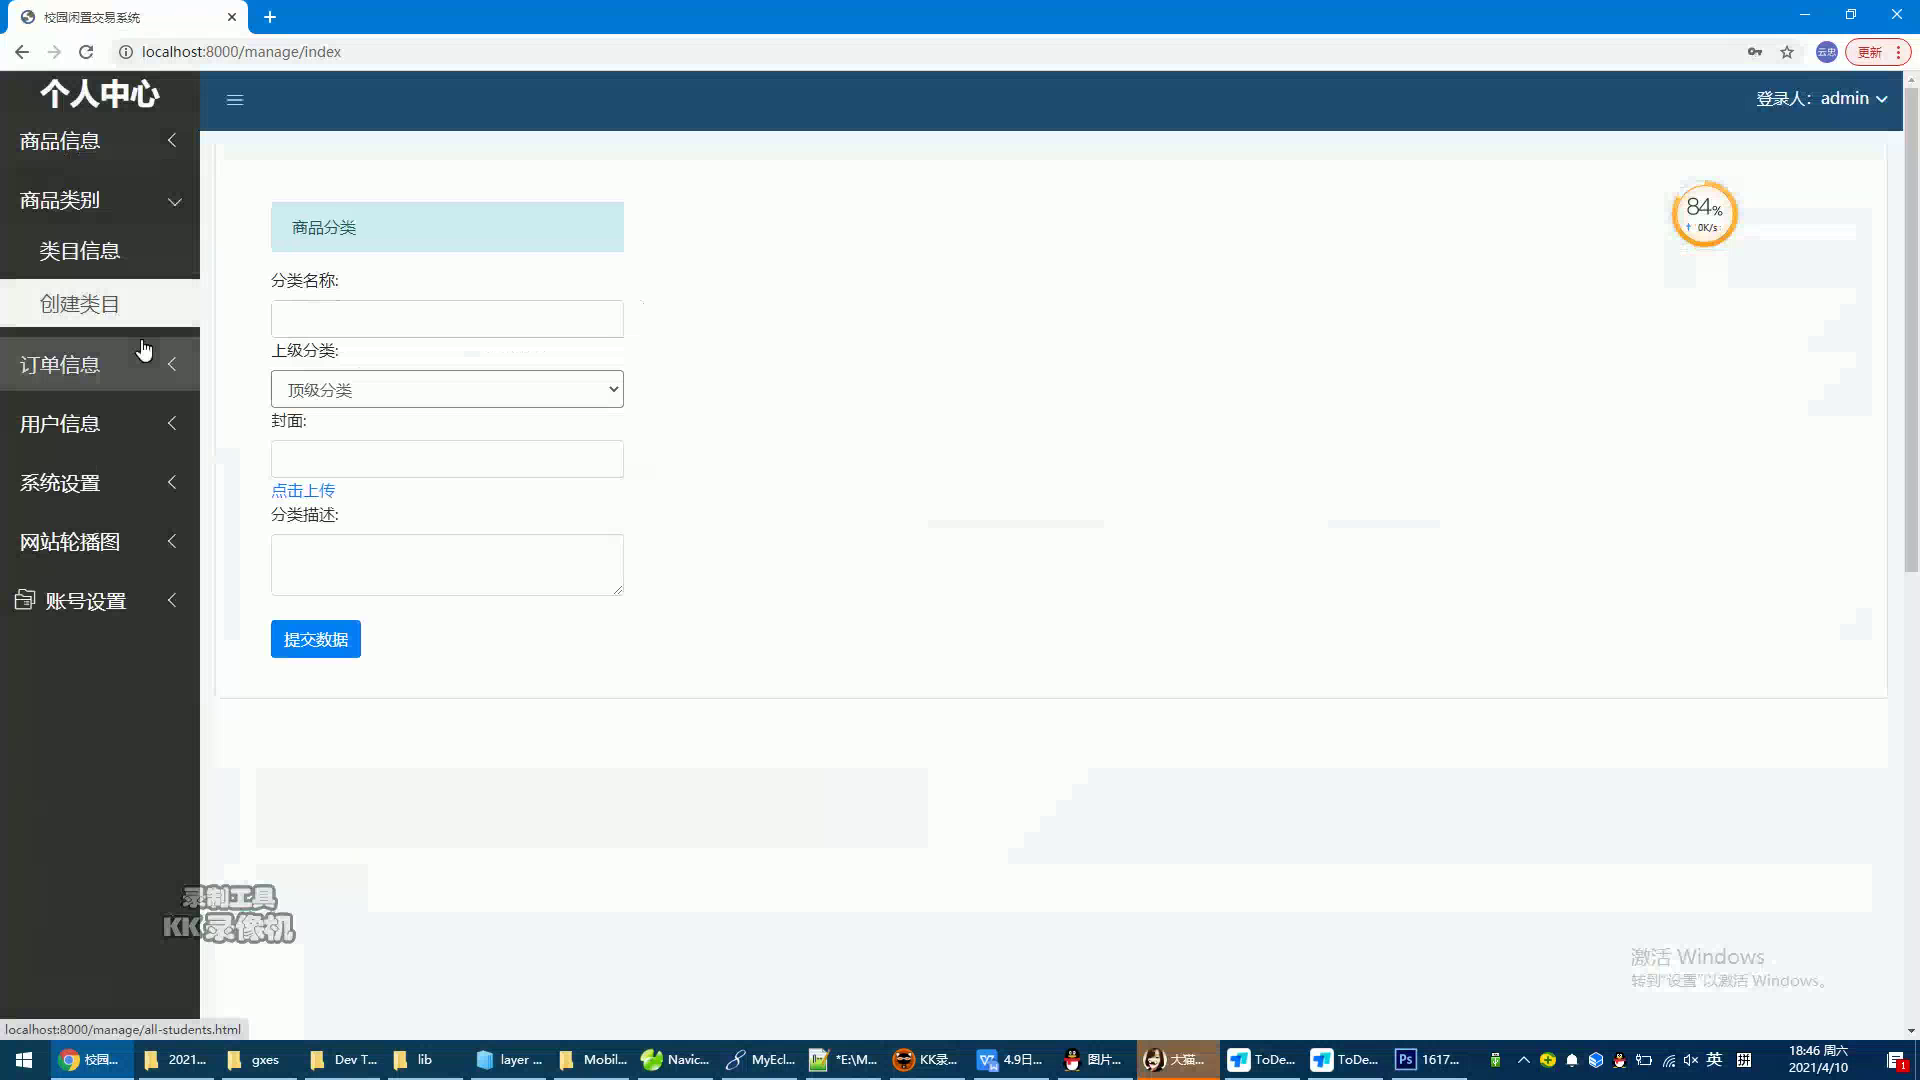 校园闲置交易系统
localhost:8000/manage/index
云忠
更新
个人中心
登录人：admin
商品信息
商品类别
类目信息
创建类目
订单信息
用户信息
系统设置
网站轮播图
账号设置
商品分类
分类名称:
上级分类:
顶级分类
封面:
点击上传
分类描述:
提交数据
84%
0K/s
录制工具
KK录像机
激活 Windows
转到"设置"以激活 Windows。
localhost:8000/manage/all-students.html
校园...
2021...
gxes
Dev T...
lib
layer ...
Mobil...
Navic...
MyEcl...
*E:\M...
KK录...
4.9日...
图片...
大猫...
ToDe...
ToDe...
Ps 1617...
英
18:46 周六
2021/4/10
1